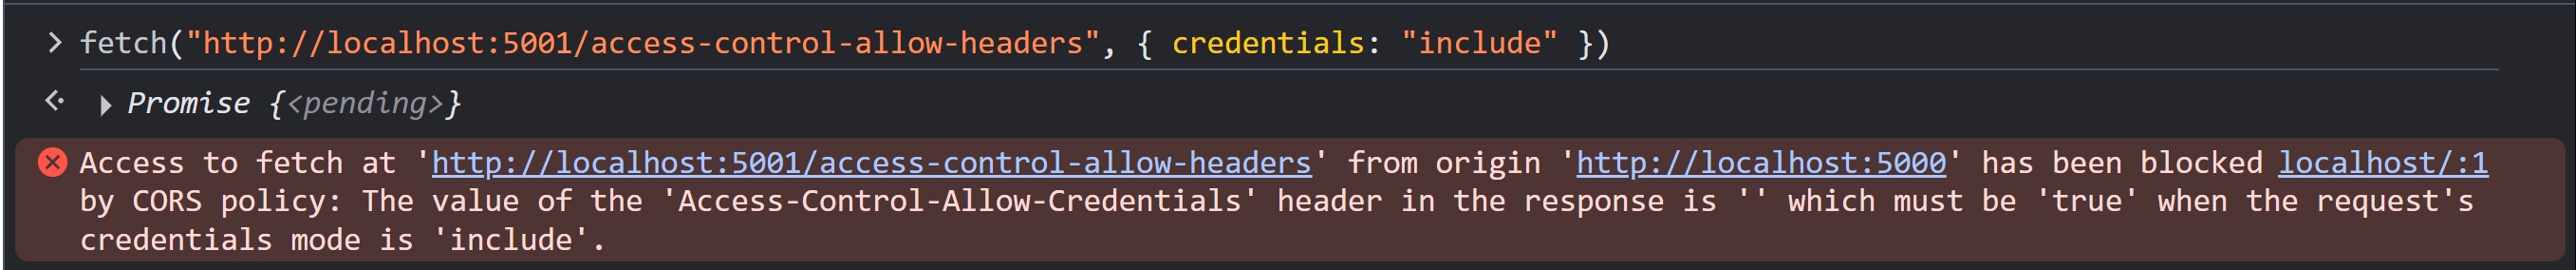 > fetch("http://localhost:5001/access-control-allow-headers", { credentials: "include" })
Promise {<pending>}
Access to fetch at 'http://localhost:5001/access-control-allow-headers' from origin 'http://localhost:5000' has been blocked localhost/:1
by CORS policy: The value of the 'Access-Control-Allow-Credentials' header in the response is '' which must be 'true' when the request's
credentials mode is 'include'.